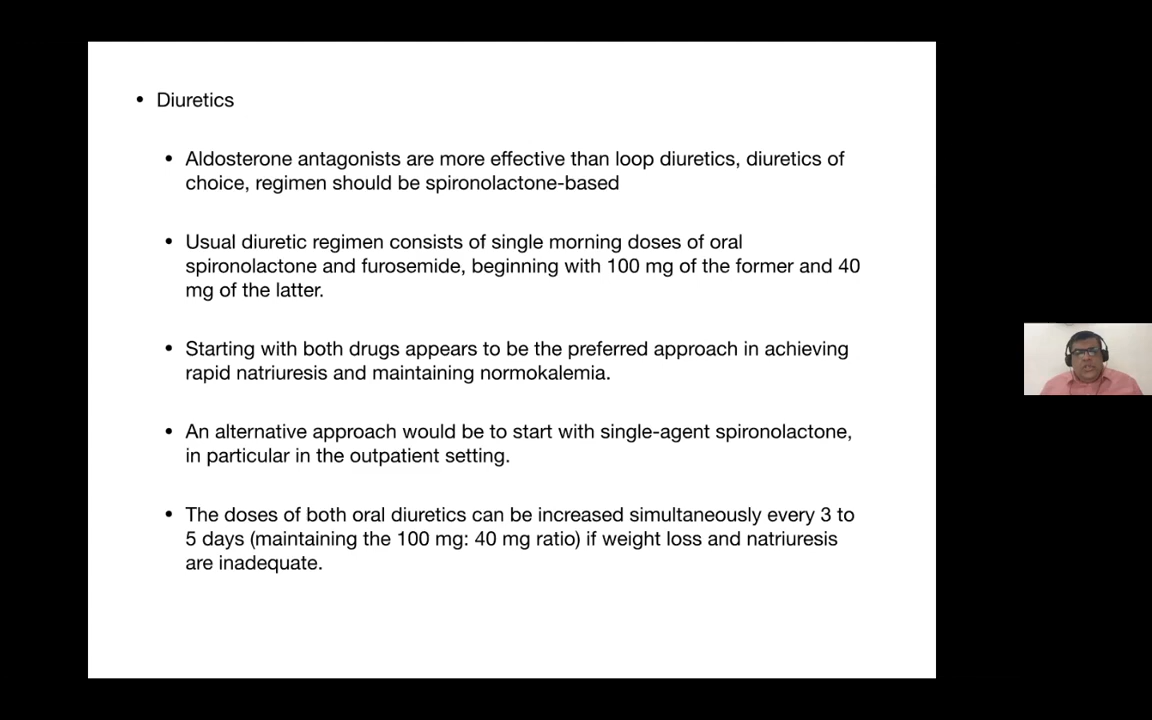 • Diuretics
• Aldosterone antagonists are more effective than loop diuretics, diuretics of
choice, regimen should be spironolactone-based
• Usual diuretic regimen consists of single morning doses of oral
spironolactone and furosemide, beginning with 100 mg of the former and 40
mg of the latter.
• Starting with both drugs appears to be the preferred approach in achieving
rapid natriuresis and maintaining normokalemia.
• An alternative approach would be to start with single-agent spironolactone,
in particular in the outpatient setting.
• The doses of both oral diuretics can be increased simultaneously every 3 to
5 days (maintaining the 100 mg: 40 mg ratio) if weight loss and natriuresis
are inadequate.